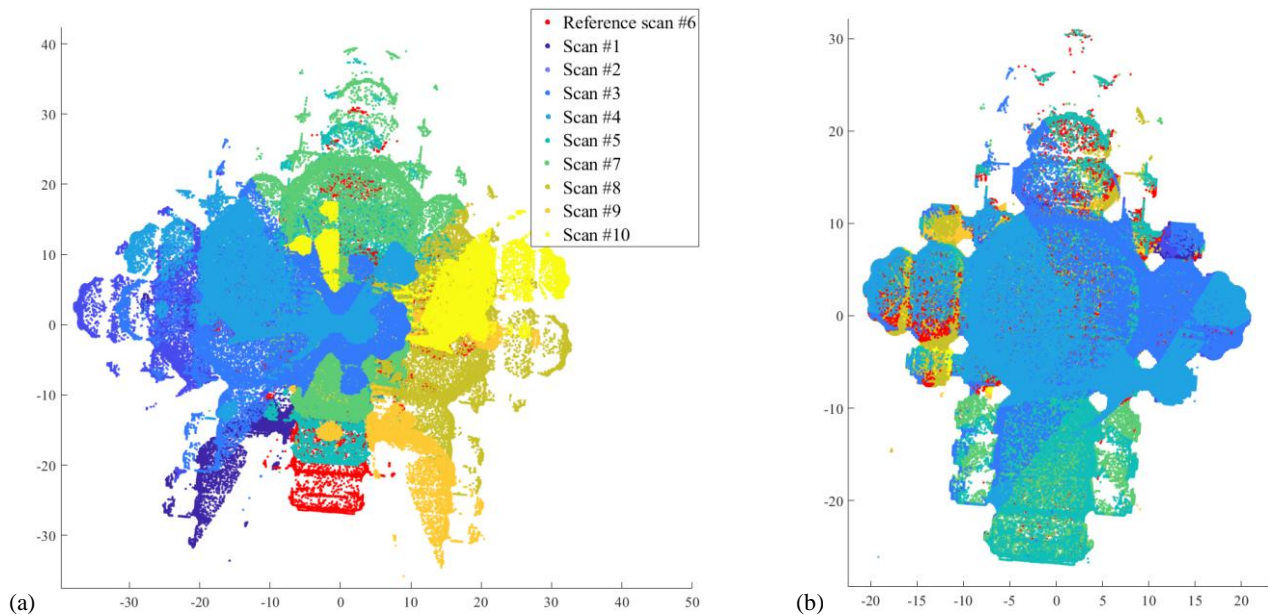 Reference scan #6
Scan #1
Scan #2
Scan #3
Scan #4
Scan #5
Scan #7
Scan #8
Scan #9
Scan #10
40
30
20
10
0
-10
-20
-30
-30 -20 -10 0 10 20 30 40 50
(a)
30
20
10
0
-10
-20
-20 -15 -10 -5 0 5 10 15 20
(b)